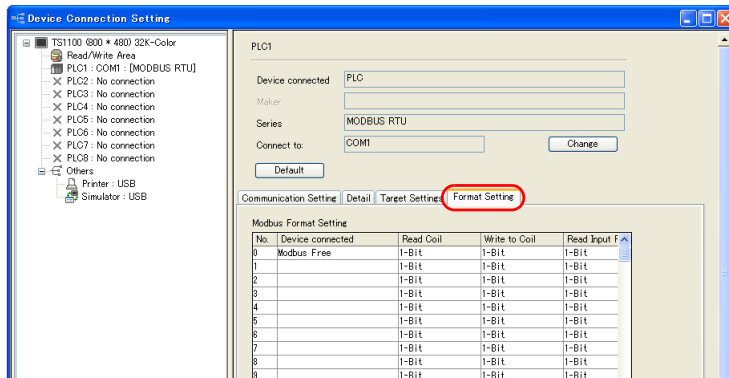 Device Connection Setting
TS1100 (800 * 480) 32K-Color
Read/Write Area
PLC1 : COM1 : [MODBUS RTU]
PLC2 : No connection
PLC3 : No connection
PLC4 : No connection
PLC5 : No connection
PLC6 : No connection
PLC7 : No connection
PLC8 : No connection
Others
Printer : USB
Simulator : USB
PLC1
Device connected PLC
Maker
Series MODBUS RTU
Connect to: COM1 Change
Default
Communication Setting Detail Target Settings Format Setting
Modbus Format Setting
No. Device connected Read Coil Write to Coil Read Input F
0 Modbus Free 1-Bit 1-Bit 1-Bit
1 1-Bit 1-Bit 1-Bit
2 1-Bit 1-Bit 1-Bit
3 1-Bit 1-Bit 1-Bit
4 1-Bit 1-Bit 1-Bit
5 1-Bit 1-Bit 1-Bit
6 1-Bit 1-Bit 1-Bit
7 1-Bit 1-Bit 1-Bit
8 1-Bit 1-Bit 1-Bit
9 1-Bit 1-Bit 1-Bit